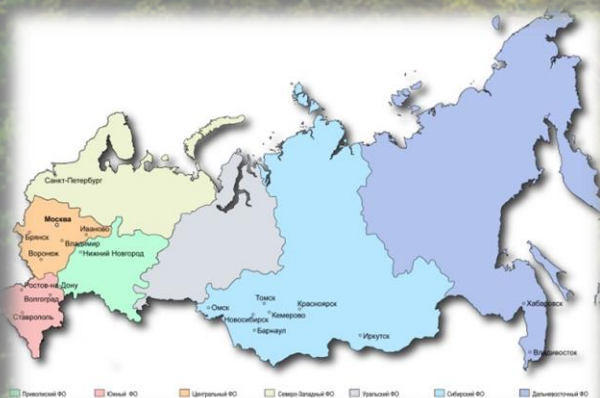 Санкт-Петербург
Москва
Иваново
Брянск
Владимир
Воронеж
Нижний Новгород
Ростов-на Дону
Волгоград
Ставрополь
Омск
Томск
Красноярск
Новосибирск
Кемерово
Барнаул
Иркутск
Хабаровск
Владивосток
Приволжский ФО Южный ФО Центральный ФО Северо-Западный ФО Уральский ФО Сибирский ФО Дальневосточный ФО